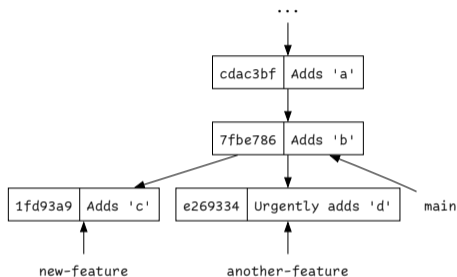 ...
cdac3bf Adds 'a'
7fbe786 Adds 'b'
1fd93a9 Adds 'c' e269334 Urgently adds 'd' main
new-feature another-feature